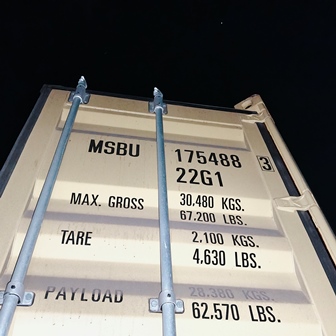 MSBU 175488 3
22G1
MAX. GROSS 30,480 KGS.
67,200 LBS.
TARE 2,100 KGS.
4,630 LBS.
PAYLOAD 28,380 KGS.
62,570 LBS.